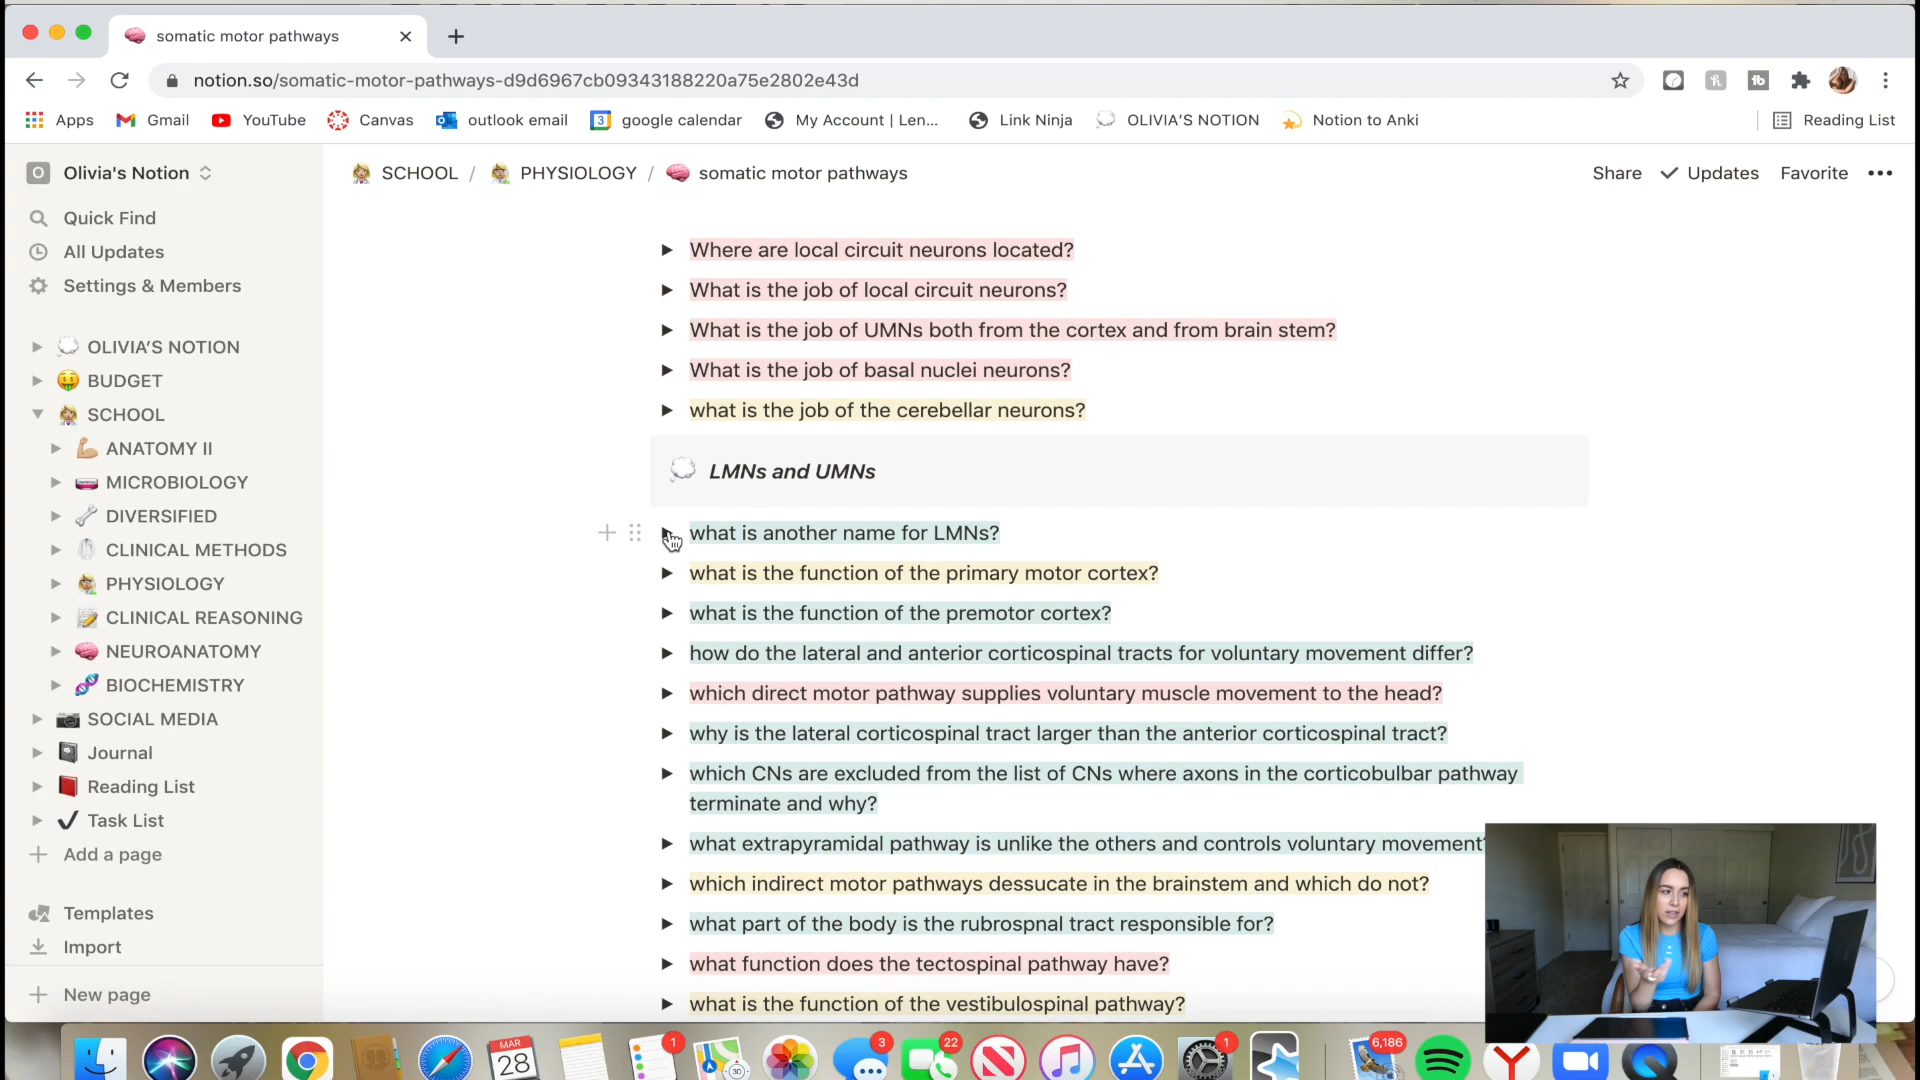 somatic motor pathways
notion.so/somatic-motor-pathways-d9d6967cb09343188220a75e2802e43d
Apps
Gmail
YouTube
Canvas
outlook email
3
google calendar
My Account | Len...
Link Ninja
OLIVIA'S NOTION
Notion to Anki
Reading List
O
Olivia's Notion
SCHOOL / PHYSIOLOGY / somatic motor pathways
Share
Updates
Favorite
Quick Find
All Updates
Settings & Members
OLIVIA'S NOTION
BUDGET
SCHOOL
ANATOMY II
MICROBIOLOGY
DIVERSIFIED
CLINICAL METHODS
PHYSIOLOGY
CLINICAL REASONING
NEUROANATOMY
BIOCHEMISTRY
SOCIAL MEDIA
Journal
Reading List
Task List
Add a page
Templates
Import
New page
Where are local circuit neurons located?
What is the job of local circuit neurons?
What is the job of UMNs both from the cortex and from brain stem?
What is the job of basal nuclei neurons?
what is the job of the cerebellar neurons?
LMNs and UMNs
what is another name for LMNs?
what is the function of the primary motor cortex?
what is the function of the premotor cortex?
how do the lateral and anterior corticospinal tracts for voluntary movement differ?
which direct motor pathway supplies voluntary muscle movement to the head?
why is the lateral corticospinal tract larger than the anterior corticospinal tract?
which CNs are excluded from the list of CNs where axons in the corticobulbar pathway
terminate and why?
what extrapyramidal pathway is unlike the others and controls voluntary movement?
which indirect motor pathways dessucate in the brainstem and which do not?
what part of the body is the rubrospnal tract responsible for?
what function does the tectospinal pathway have?
what is the function of the vestibulospinal pathway?
MAR
28
1
3D
3
22
1
6,186